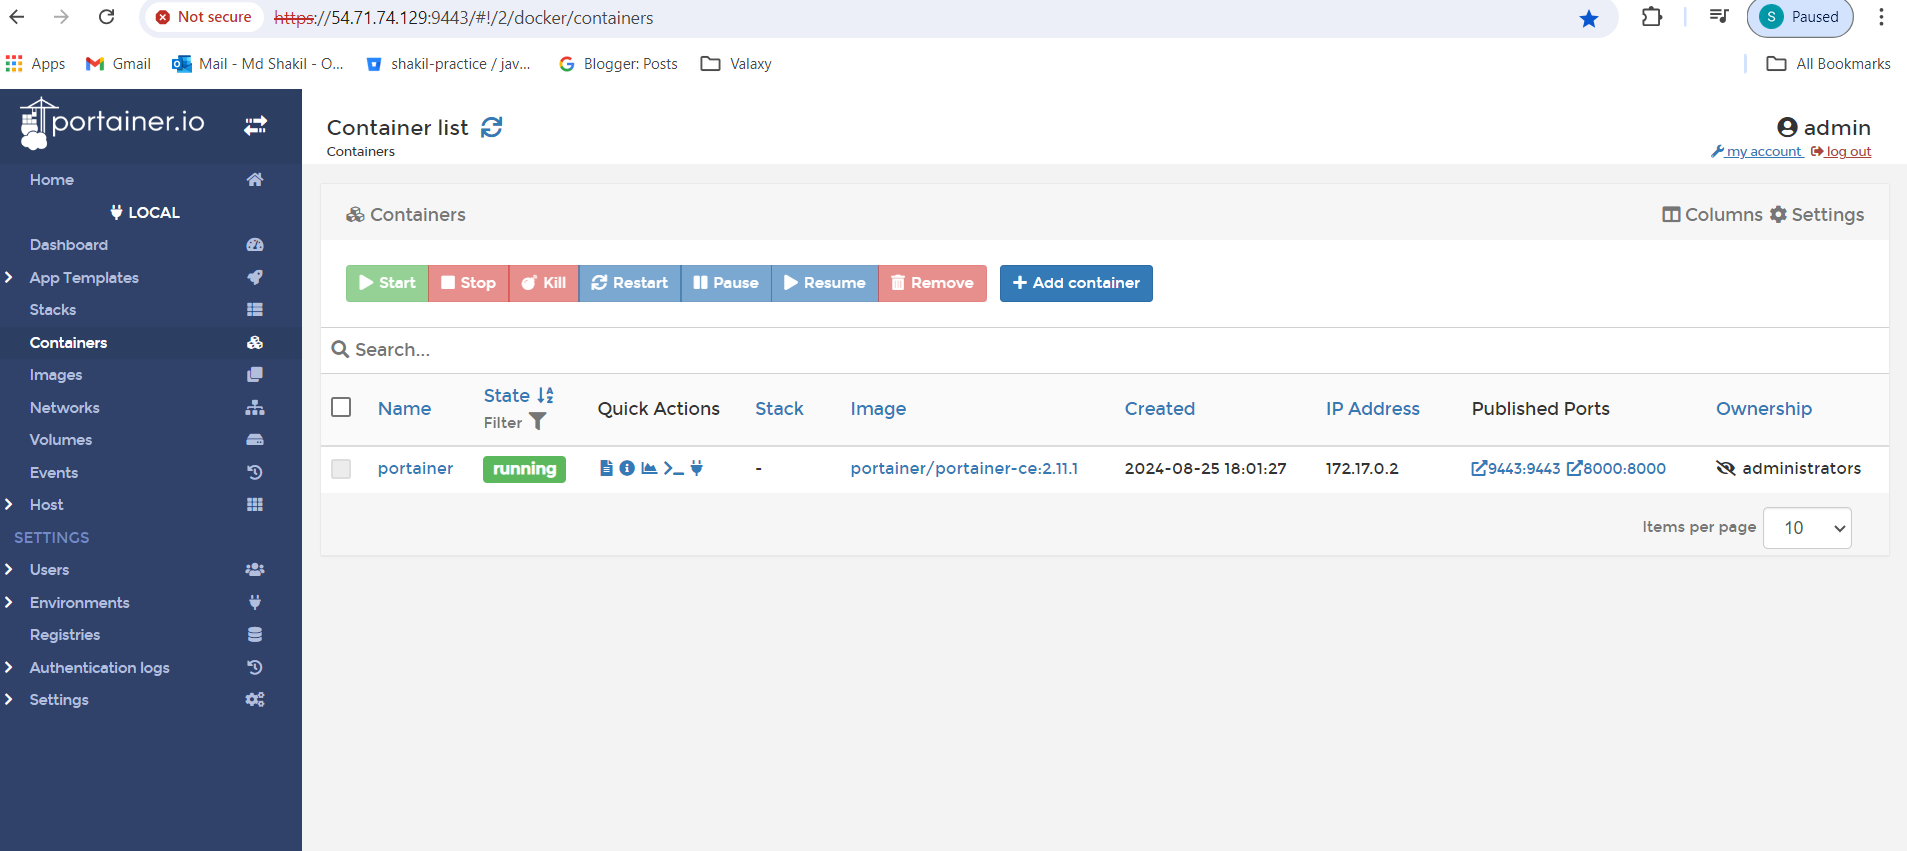 Not secure https://54.71.74.129:9443/#!/2/docker/containers S Paused
Apps Gmail Mail - Md Shakil - O... shakil-practice / jav... Blogger: Posts Valaxy All Bookmarks
portainer.io
Home
LOCAL
Dashboard
App Templates
Stacks
Containers
Images
Networks
Volumes
Events
Host
SETTINGS
Users
Environments
Registries
Authentication logs
Settings
Container list
Containers
admin
my account log out
Containers
Columns Settings
Start Stop Kill Restart Pause Resume Remove Add container
Search...
Name State Filter Quick Actions Stack Image Created IP Address Published Ports Ownership
portainer running - portainer/portainer-ce:2.11.1 2024-08-25 18:01:27 172.17.0.2 9443:9443 8000:8000 administrators
Items per page 10